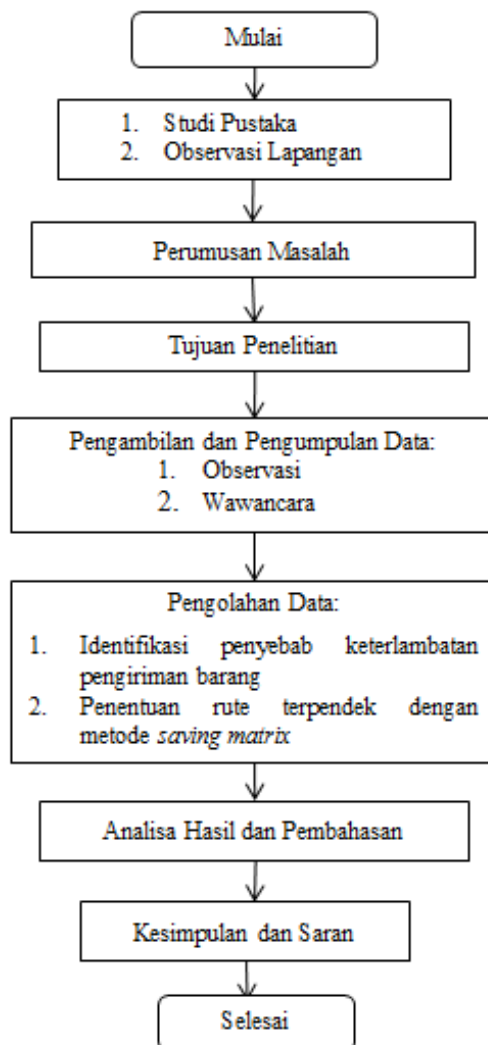 Mulai
1. Studi Pustaka
2. Observasi Lapangan
Perumusan Masalah
Tujuan Penelitian
Pengambilan dan Pengumpulan Data:
1. Observasi
2. Wawancara
Pengolahan Data:
1. Identifikasi penyebab keterlambatan
pengiriman barang
2. Penentuan rute terpendek dengan
metode saving matrix
Analisa Hasil dan Pembahasan
Kesimpulan dan Saran
Selesai